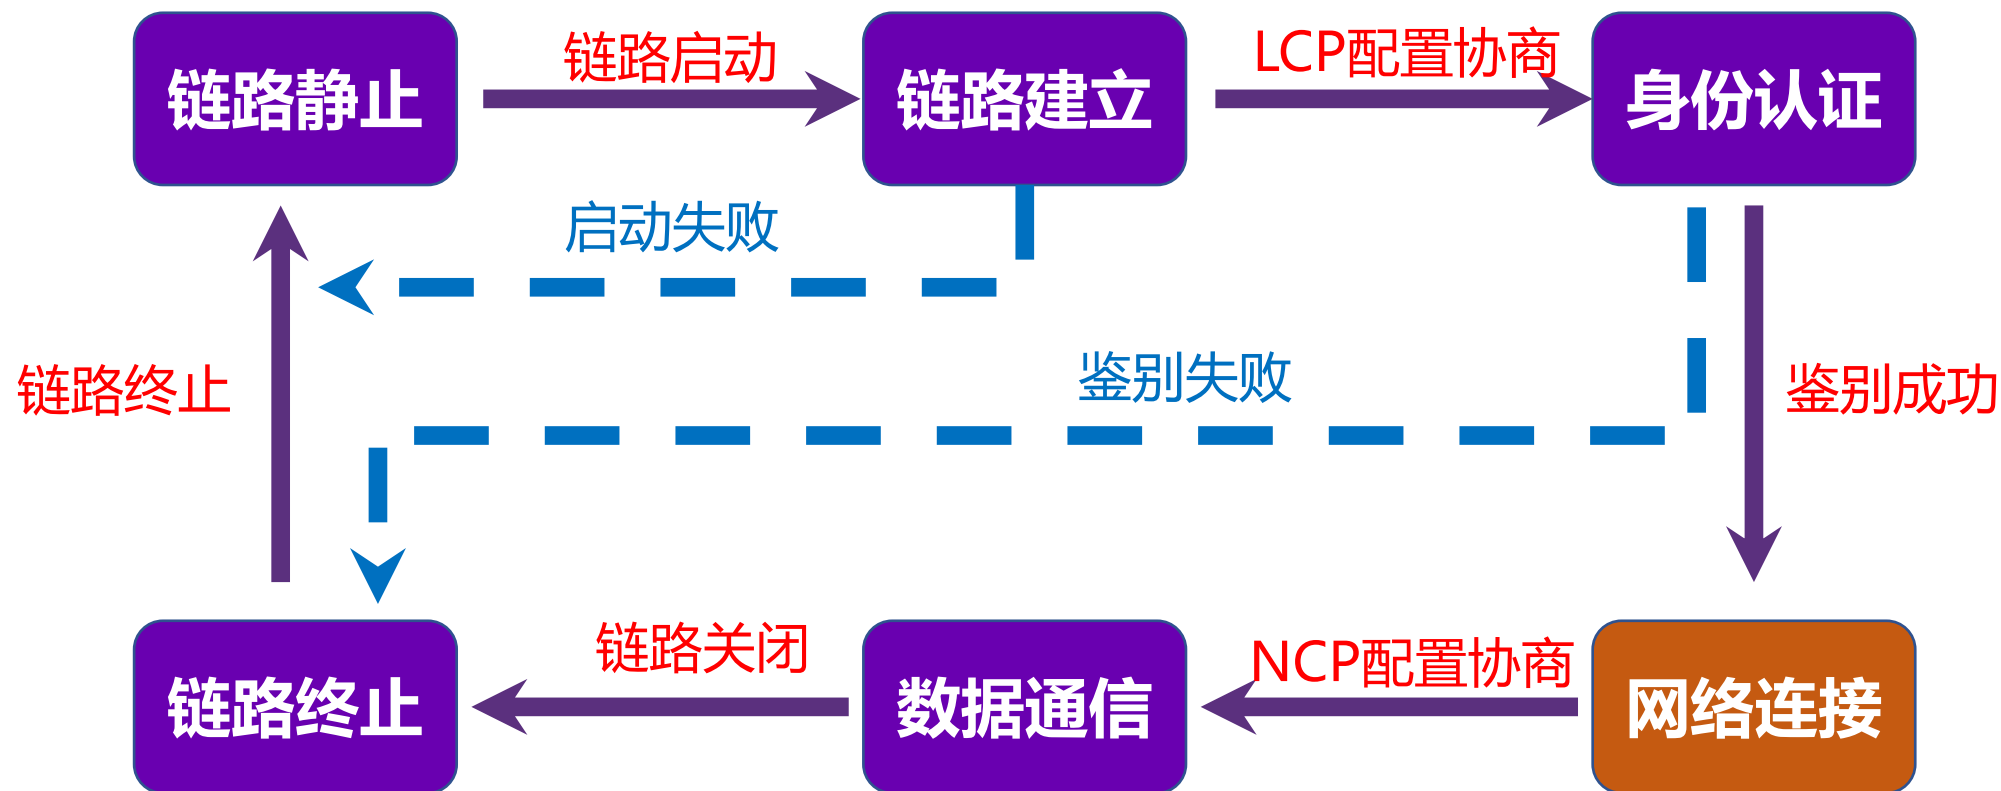 链路静止
链路启动
链路建立
LCP配置协商
身份认证
启动失败
鉴别失败
链路终止
鉴别成功
链路终止
链路关闭
数据通信
NCP配置协商
网络连接